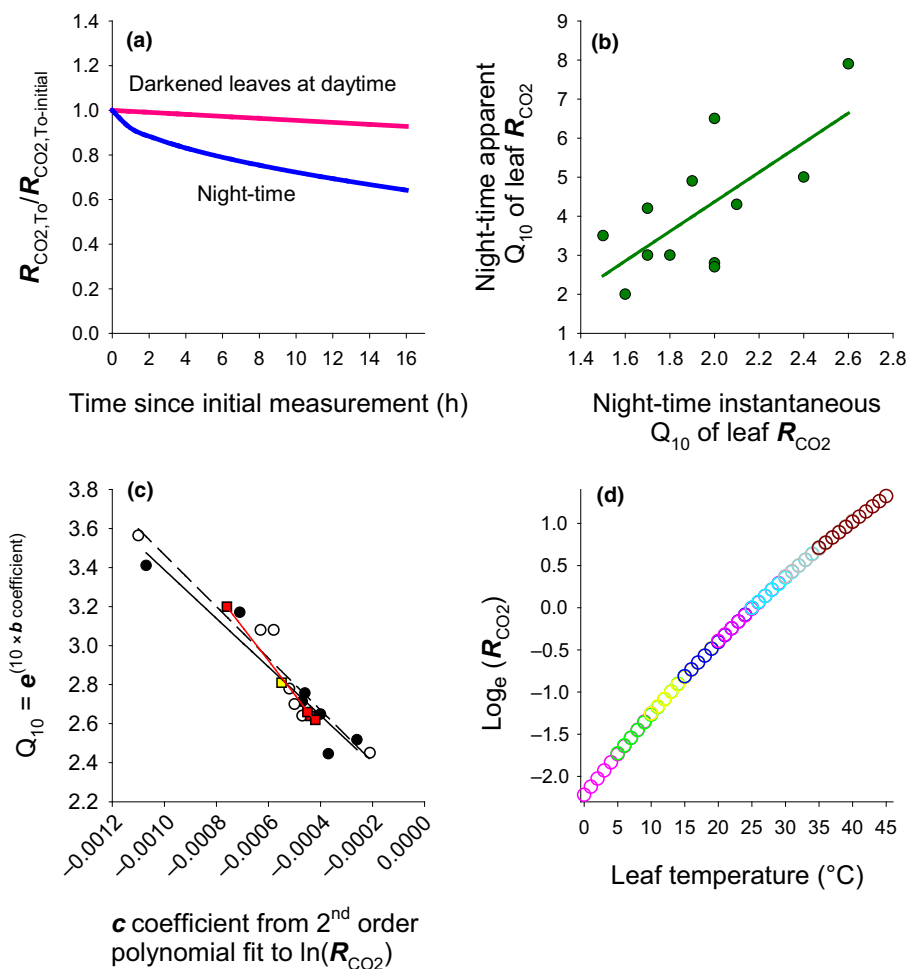 (a)
1.4
1.2
1.0
0.8
0.6
0.4
0.2
0.0
Darkened leaves at daytime
Night-time
R_CO2,To/R_CO2,To-initial
0 2 4 6 8 10 12 14 16
Time since initial measurement (h)
(b)
9
8
7
6
5
4
3
2
1
Night-time apparent
Q10 of leaf R_CO2
1.4 1.6 1.8 2.0 2.2 2.4 2.6 2.8
Night-time instantaneous
Q10 of leaf R_CO2
(c)
3.8
3.6
3.4
3.2
3.0
2.8
2.6
2.4
2.2
Q10 = e^(10 × b coefficient)
–0.0012 –0.0010 –0.0008 –0.0006 –0.0004 –0.0002 0.0000
c coefficient from 2nd order
polynomial fit to ln(R_CO2)
(d)
1.0
0.5
0.0
–0.5
–1.0
–1.5
–2.0
Log_e (R_CO2)
0 5 10 15 20 25 30 35 40 45
Leaf temperature (°C)